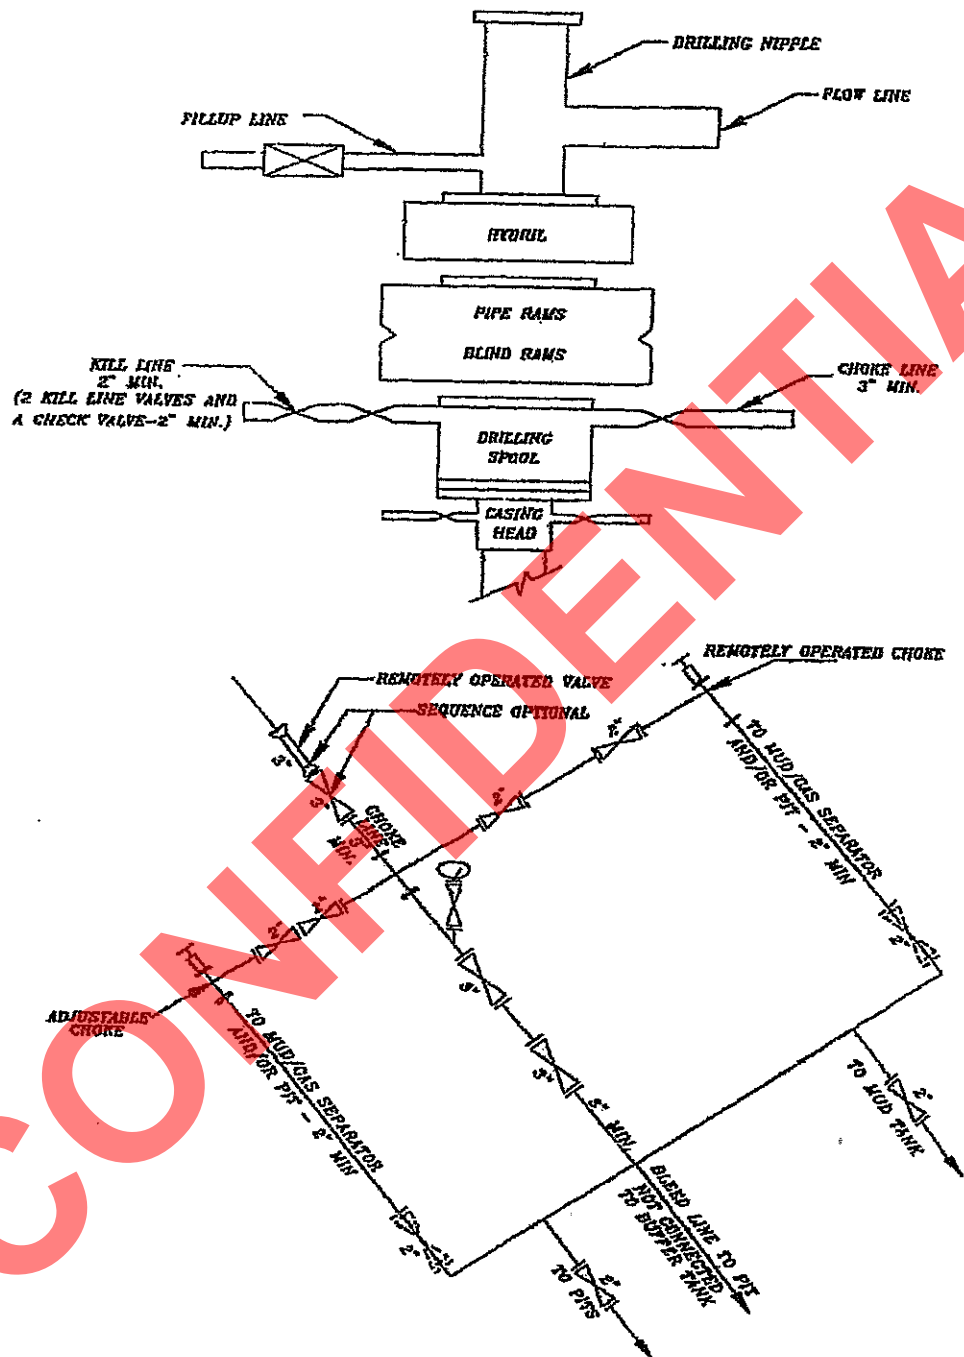 DRILLING NIPPLE
FLOW LINE
FILLUP LINE
HYDRIL
PIPE RAMS
BLIND RAMS
KILL LINE
2" MIN.
(2 KILL LINE VALVES AND
A CHECK VALVE-2" MIN.)
CHOKE LINE
3" MIN.
DRILLING
SPOOL
CASING
HEAD
REMOTELY OPERATED CHOKE
REMOTELY OPERATED VALVE
SEQUENCE OPTIONAL
3"
3"
CHOKE
LINE
3"
MIN.
2"
2"
2"
2"
TO MUD/GAS SEPARATOR
AND/OR PIT - 2" MIN
2"
ADJUSTABLE
CHOKE
TO MUD/GAS SEPARATOR
AND/OR PIT - 2" MIN
2"
3"
3"
3" MIN.
BLEED LINE TO PIT
NOT CONNECTED
TO BUFFER TANK
2"
TO MUD TANK
2"
TO PITS
CONFIDENTIA